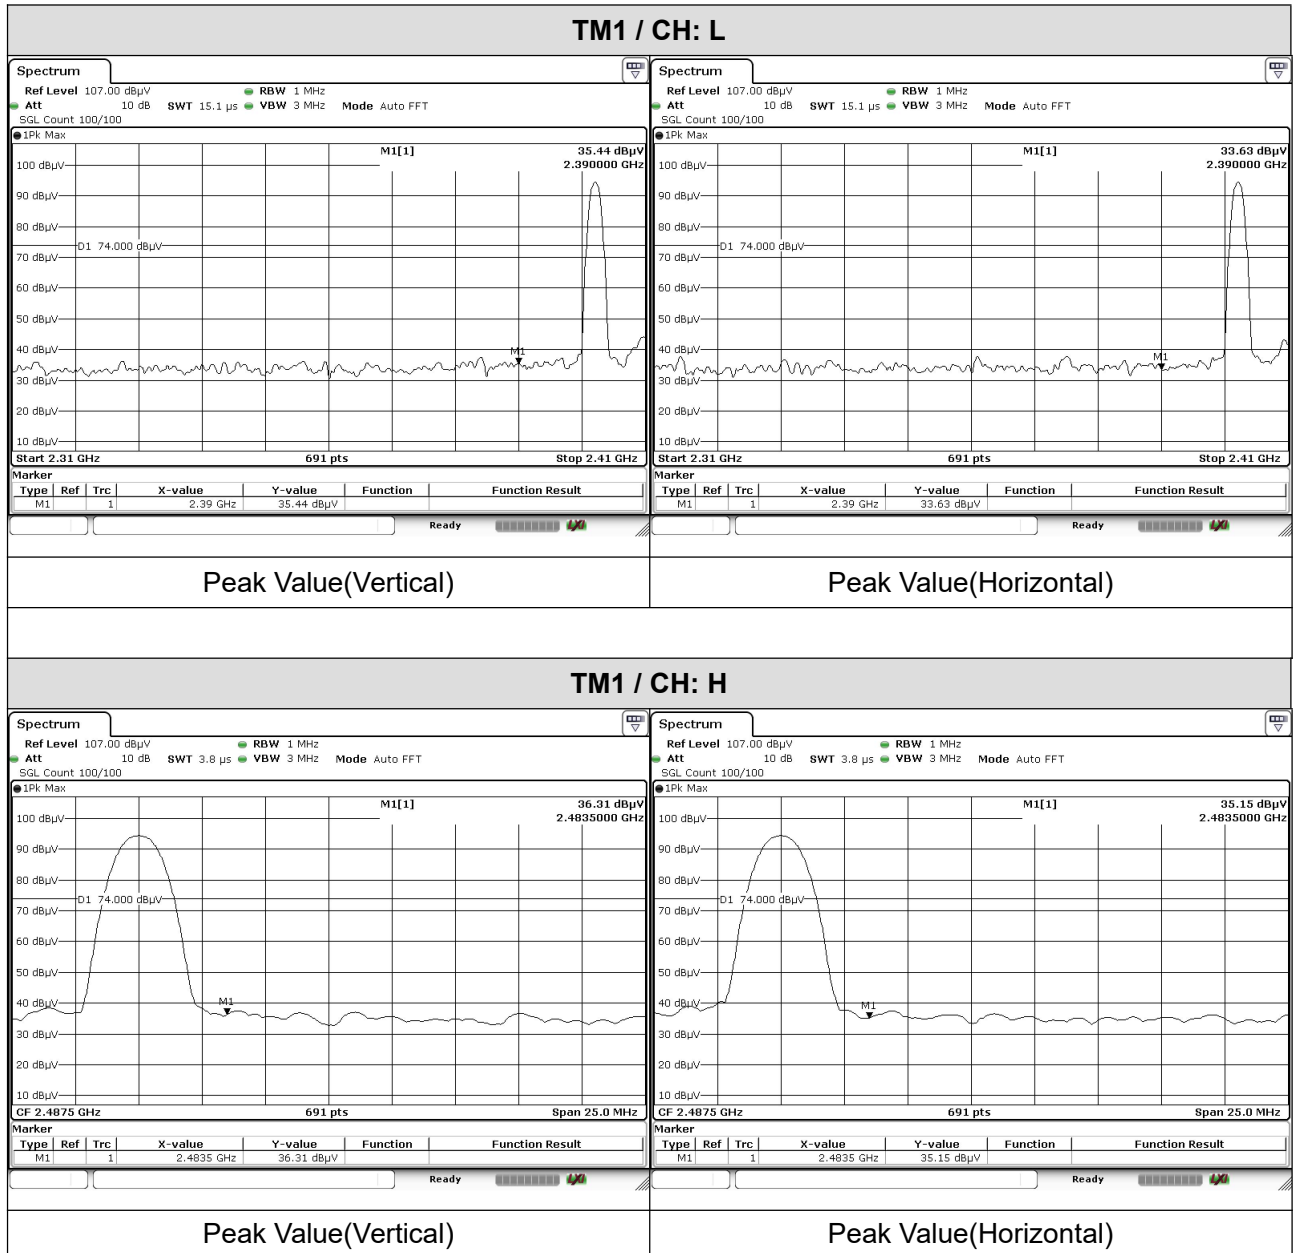 TM1 / CH: L
Spectrum
Ref Level 107.00 dBµV RBW 1 MHz
Att 10 dB SWT 15.1 µs VBW 3 MHz Mode Auto FFT
SGL Count 100/100
1Pk Max
M1[1] 35.44 dBµV
2.390000 GHz
100 dBµV
90 dBµV
80 dBµV
D1 74.000 dBµV
70 dBµV
60 dBµV
50 dBµV
40 dBµV
M1
30 dBµV
20 dBµV
10 dBµV
Start 2.31 GHz 691 pts Stop 2.41 GHz
Marker
Type Ref Trc X-value Y-value Function Function Result
M1 1 2.39 GHz 35.44 dBµV
Ready LXI
Peak Value(Vertical)
Spectrum
Ref Level 107.00 dBµV RBW 1 MHz
Att 10 dB SWT 15.1 µs VBW 3 MHz Mode Auto FFT
SGL Count 100/100
1Pk Max
M1[1] 33.63 dBµV
2.390000 GHz
100 dBµV
90 dBµV
80 dBµV
D1 74.000 dBµV
70 dBµV
60 dBµV
50 dBµV
40 dBµV
M1
30 dBµV
20 dBµV
10 dBµV
Start 2.31 GHz 691 pts Stop 2.41 GHz
Marker
Type Ref Trc X-value Y-value Function Function Result
M1 1 2.39 GHz 33.63 dBµV
Ready LXI
Peak Value(Horizontal)
TM1 / CH: H
Spectrum
Ref Level 107.00 dBµV RBW 1 MHz
Att 10 dB SWT 3.8 µs VBW 3 MHz Mode Auto FFT
SGL Count 100/100
1Pk Max
M1[1] 36.31 dBµV
2.4835000 GHz
100 dBµV
90 dBµV
80 dBµV
D1 74.000 dBµV
70 dBµV
60 dBµV
50 dBµV
40 dBµV
M1
30 dBµV
20 dBµV
10 dBµV
CF 2.4875 GHz 691 pts Span 25.0 MHz
Marker
Type Ref Trc X-value Y-value Function Function Result
M1 1 2.4835 GHz 36.31 dBµV
Ready LXI
Peak Value(Vertical)
Spectrum
Ref Level 107.00 dBµV RBW 1 MHz
Att 10 dB SWT 3.8 µs VBW 3 MHz Mode Auto FFT
SGL Count 100/100
1Pk Max
M1[1] 35.15 dBµV
2.4835000 GHz
100 dBµV
90 dBµV
80 dBµV
D1 74.000 dBµV
70 dBµV
60 dBµV
50 dBµV
40 dBµV
M1
30 dBµV
20 dBµV
10 dBµV
CF 2.4875 GHz 691 pts Span 25.0 MHz
Marker
Type Ref Trc X-value Y-value Function Function Result
M1 1 2.4835 GHz 35.15 dBµV
Ready LXI
Peak Value(Horizontal)